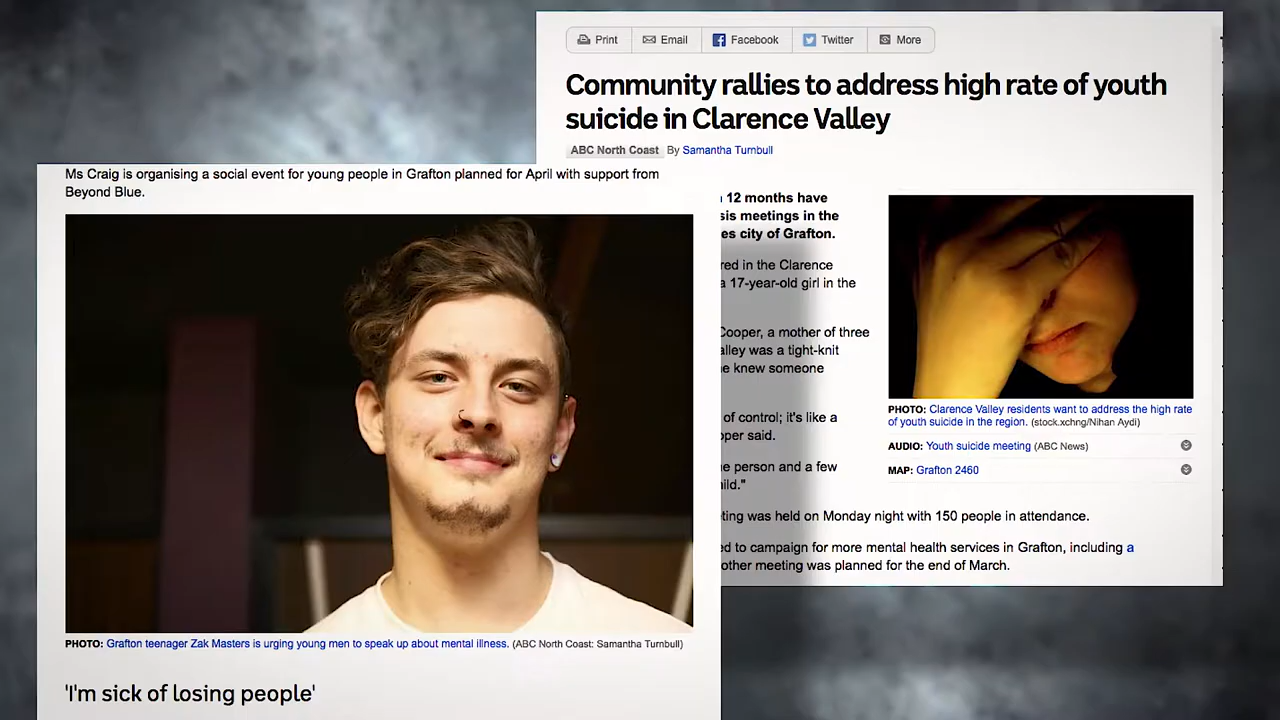 Print Email Facebook Twitter More
Community rallies to address high rate of youth
suicide in Clarence Valley
ABC North Coast By Samantha Turnbull
12 months have
meetings in the
city of Grafton.
in the Clarence
a 17-year-old girl in the
Cooper, a mother of three
was a tight-knit
knew someone
of control; it's like a
said.
person and a few
PHOTO: Clarence Valley residents want to address the high rate
of youth suicide in the region. (stock.xchng/Nihan Aydi)
AUDIO: Youth suicide meeting (ABC News)
MAP: Grafton 2460
was held on Monday night with 150 people in attendance.
to campaign for more mental health services in Grafton, including a
other meeting was planned for the end of March.
Ms Craig is organising a social event for young people in Grafton planned for April with support from
Beyond Blue.
PHOTO: Grafton teenager Zak Masters is urging young men to speak up about mental illness. (ABC North Coast: Samantha Turnbull)
'I'm sick of losing people'